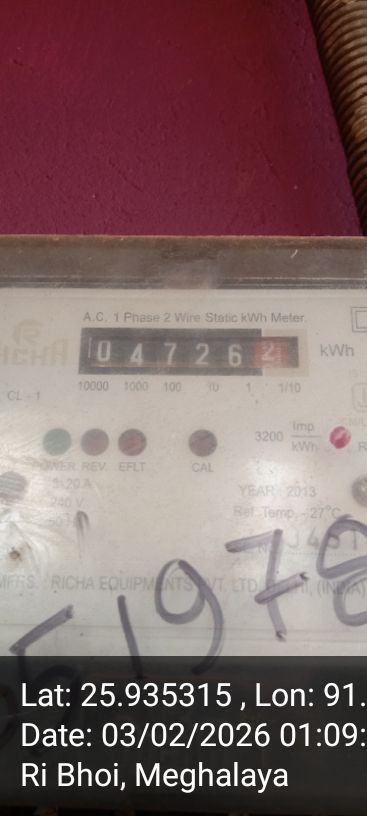 A.C. 1 Phase 2 Wire Static kWh Meter.
RICHA
0 4 7 2 6 2 kWh
10000 1000 100 10 1 1/10
CL - 1
3200 Imp
kWh
POWER REV. EFLT CAL
5-20 A
240 V
YEAR : 2013
Ref. Temp. - 27°C
MFRS. : RICHA EQUIPMENTS PVT. LTD. DELHI, (INDIA)
51978
Lat: 25.935315 , Lon: 91.
Date: 03/02/2026 01:09:
Ri Bhoi, Meghalaya